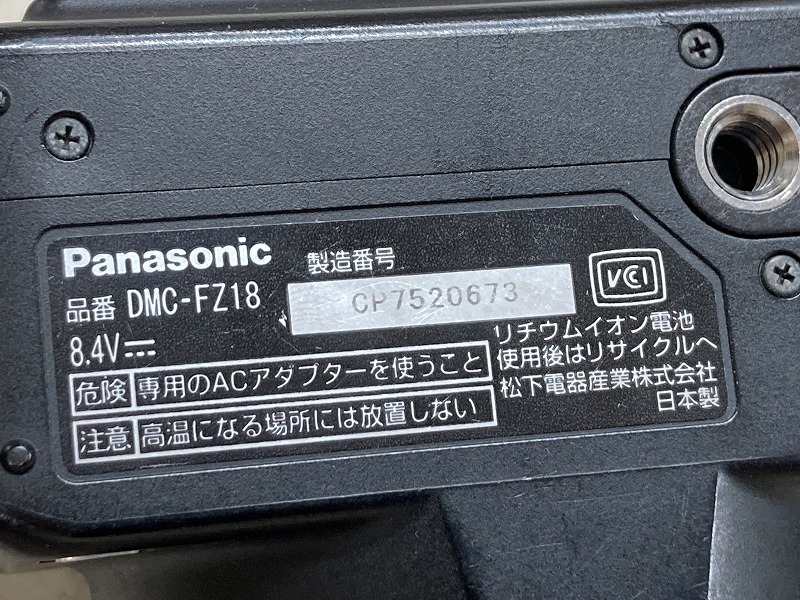 Panasonic
製造番号
VCI
品番 DMC-FZ18
CP7520673
8.4V⎓
リチウムイオン電池
使用後はリサイクルへ
危険 専用のACアダプターを使うこと
松下電器産業株式会社
注意 高温になる場所には放置しない
日本製